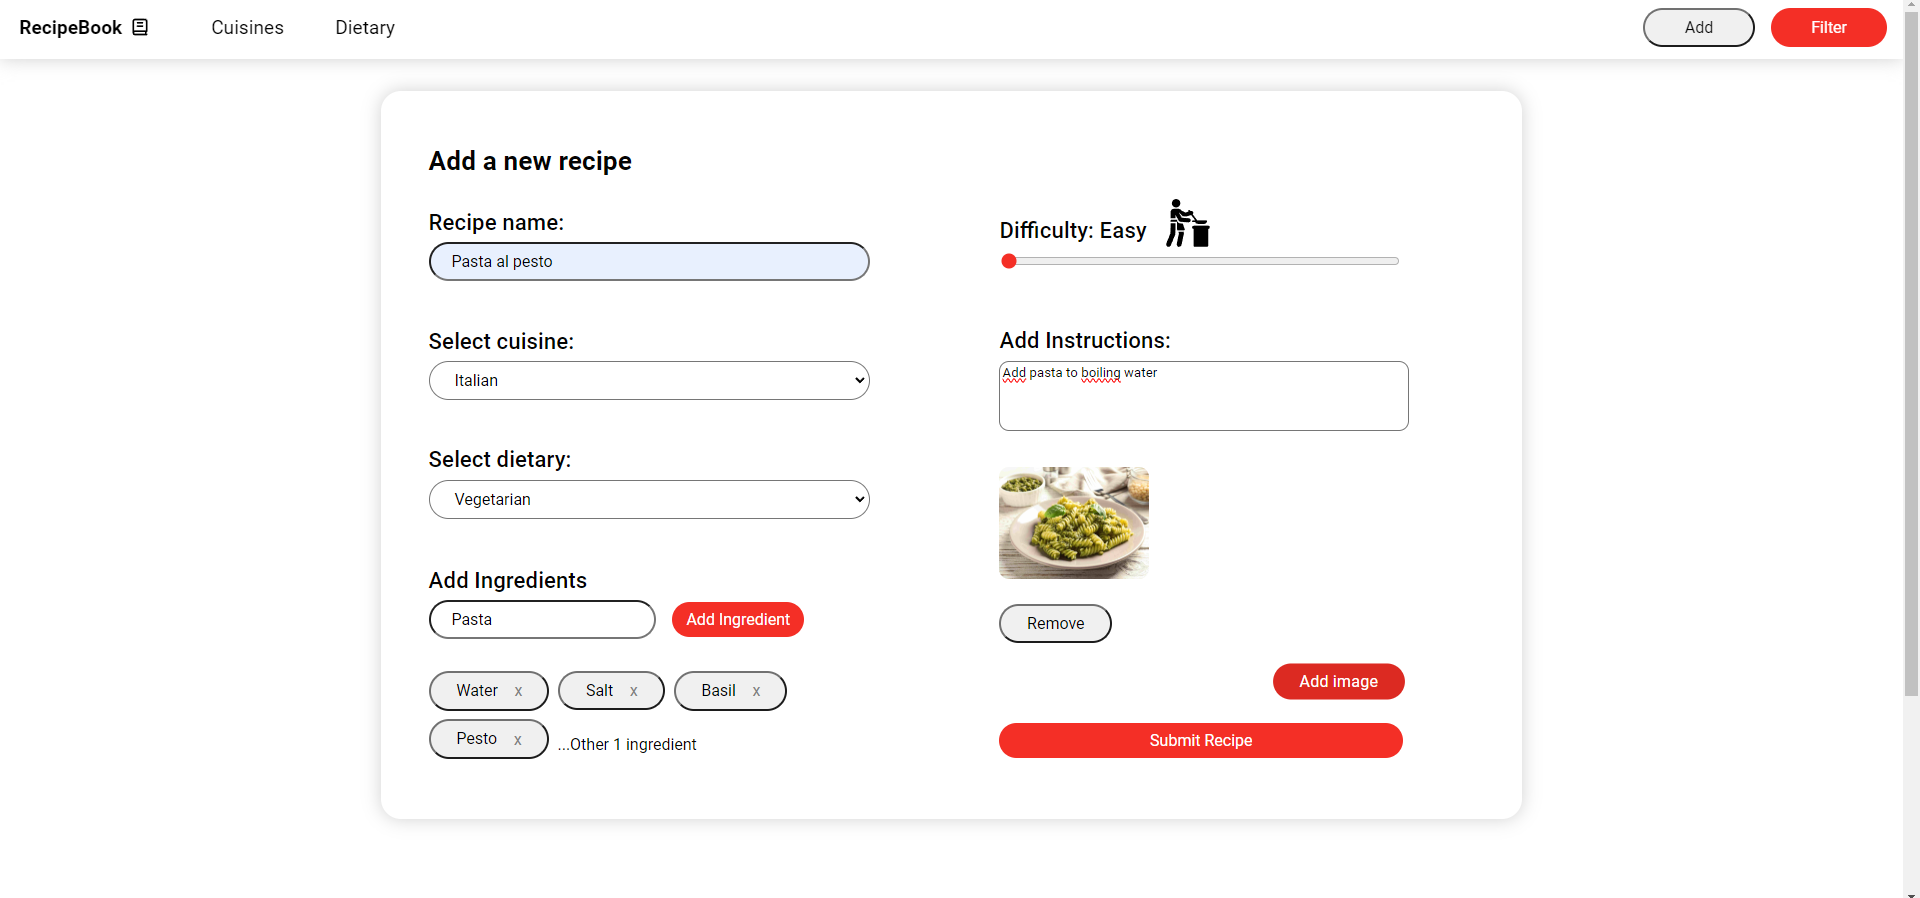 RecipeBook
Cuisines
Dietary
Add
Filter
Add a new recipe
Recipe name:
Pasta al pesto
Select cuisine:
Italian
Select dietary:
Vegetarian
Add Ingredients
Pasta
Add Ingredient
Water x
Salt x
Basil x
Pesto x
...Other 1 ingredient
Difficulty: Easy
Add Instructions:
Add pasta to boiling water
Remove
Add image
Submit Recipe